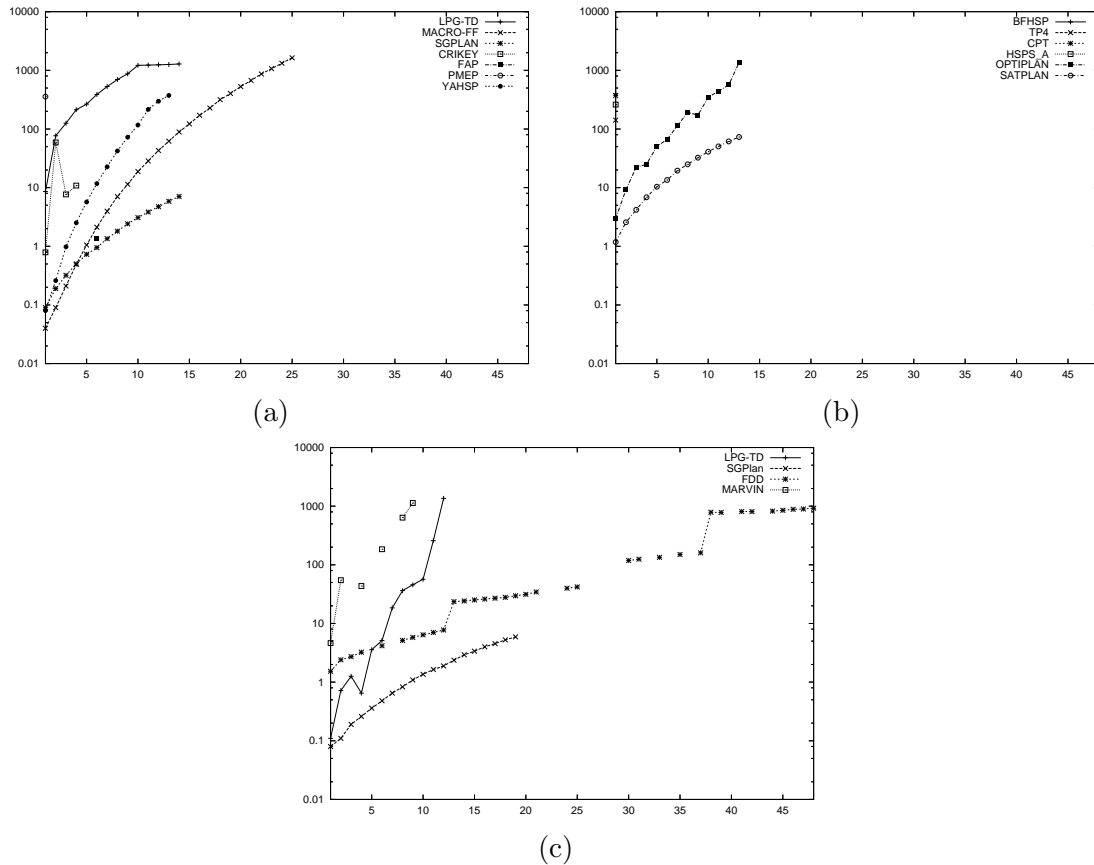 10000
1000
100
10
1
0.1
0.01
5 10 15 20 25 30 35 40 45
LPG-TD
MACRO-FF
SGPLAN
CRIKEY
FAP
PMEP
YAHSP
(a)
10000
1000
100
10
1
0.1
0.01
5 10 15 20 25 30 35 40 45
BFHSP
TP4
CPT
HSPS_A
OPTIPLAN
SATPLAN
(b)
10000
1000
100
10
1
0.1
0.01
5 10 15 20 25 30 35 40 45
LPG-TD
SGPlan
FDD
MARVIN
(c)